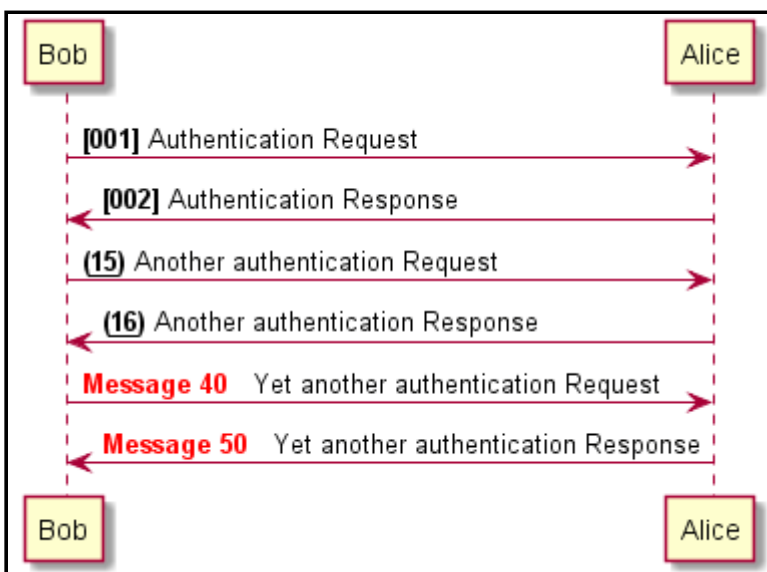 Bob Alice
[001] Authentication Request
[002] Authentication Response
(15) Another authentication Request
(16) Another authentication Response
Message 40 Yet another authentication Request
Message 50 Yet another authentication Response
Bob Alice